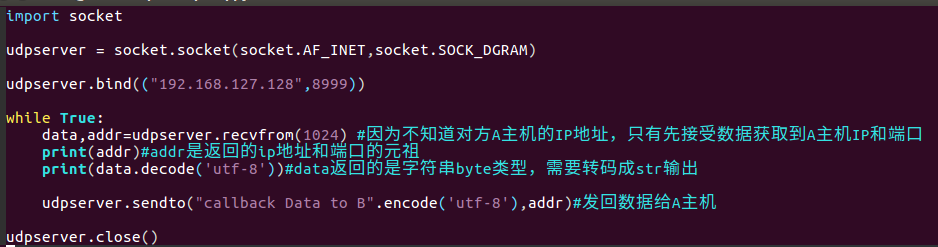 import socket
udpserver = socket.socket(socket.AF_INET,socket.SOCK_DGRAM)
udpserver.bind(("192.168.127.128",8999))
while True:
    data,addr=udpserver.recvfrom(1024) #因为不知道对方A主机的IP地址，只有先接受数据获取到A主机IP和端口
    print(addr)#addr是返回的ip地址和端口的元祖
    print(data.decode('utf-8'))#data返回的是字符串byte类型，需要转码成str输出
    udpserver.sendto("callback Data to B".encode('utf-8'),addr)#发回数据给A主机
udpserver.close()